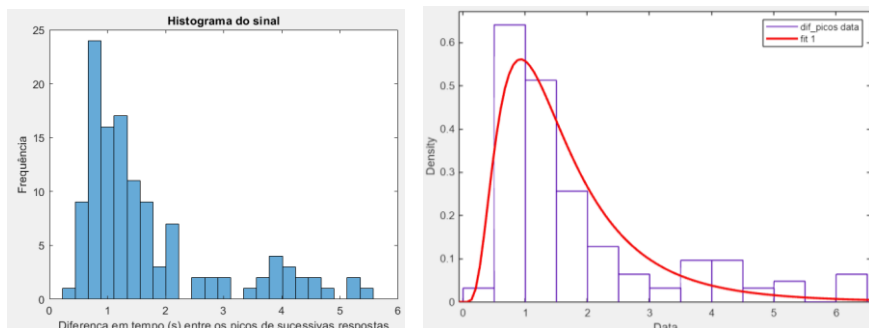 Histograma do sinal
25
20
15
10
5
0
Frequência
0 1 2 3 4 5 6
Diferença em tempo (s) entre os picos de sucessivas respostas
dif_picos data
fit 1
0.6
0.5
0.4
0.3
0.2
0.1
0
Density
0 1 2 3 4 5 6
Data